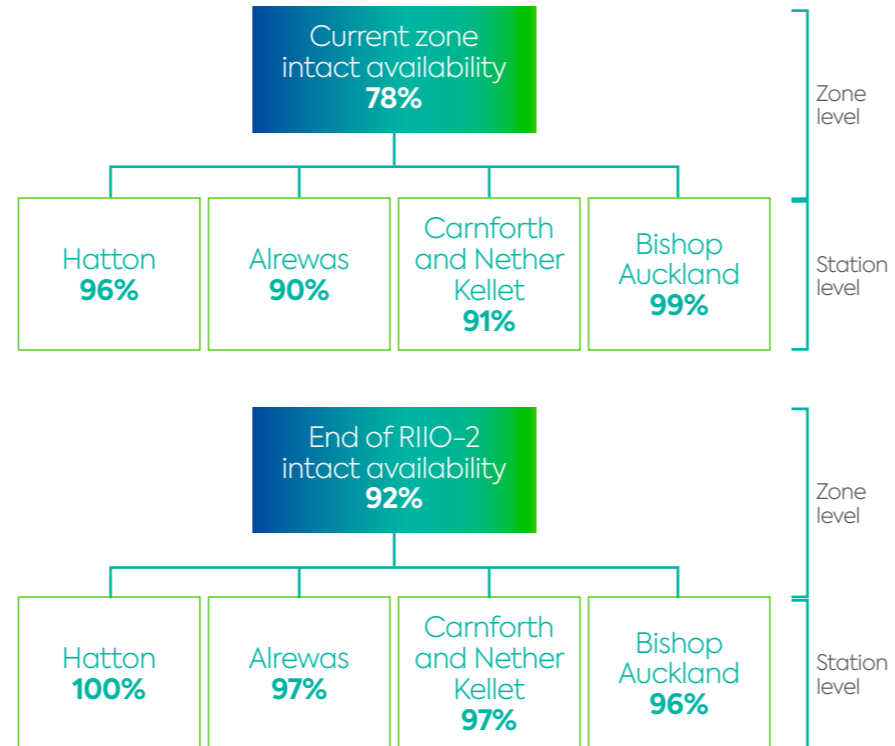 Current zone
intact availability
78%
Zone
level
Hatton
96%
Alrewas
90%
Carnforth
and Nether
Kellet
91%
Bishop
Auckland
99%
Station
level
End of RIIO-2
intact availability
92%
Zone
level
Hatton
100%
Alrewas
97%
Carnforth
and Nether
Kellet
97%
Bishop
Auckland
96%
Station
level